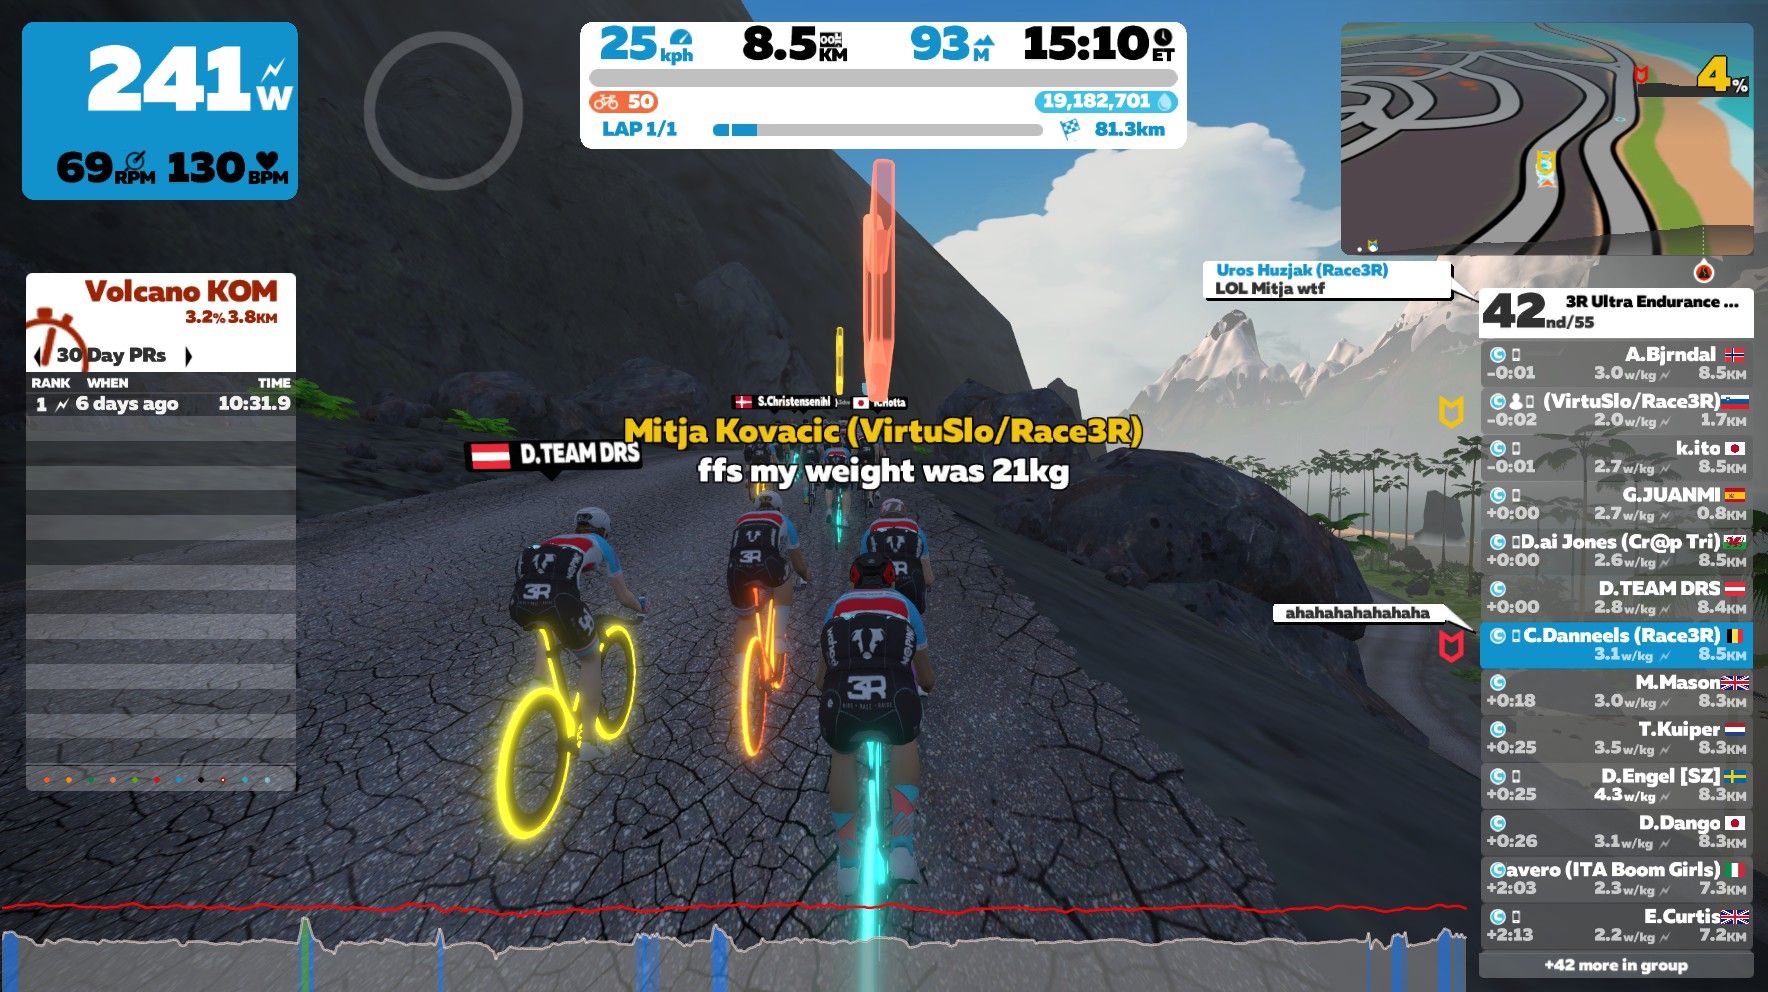 241 W
69 RPM 130 BPM
25 kph 8.5 KM 93 M 15:10 ET
50
19,182,701
LAP 1/1
81.3km
4%
Volcano KOM
3.2% 3.8KM
30 Day PRs
RANK WHEN TIME
1 6 days ago 10:31.9
Uros Huzjak (Race3R)
LOL Mitja wtf
S.Christensenihl
D.TEAM DRS
Mitja Kovacic (VirtuSlo/Race3R)
ffs my weight was 21kg
3R
3R
3R
3R
42nd/55 3R Ultra Endurance ...
A.Bjrndal
-0:01 3.0w/kg 8.5KM
(VirtuSlo/Race3R)
-0:02 2.0w/kg 1.7KM
k.ito
-0:01 2.7w/kg 8.5KM
G.JUANMI
+0:00 2.7w/kg 0.8KM
D.ai Jones (Cr@p Tri)
+0:00 2.6w/kg 8.5KM
D.TEAM DRS
+0:00 2.8w/kg 8.4KM
ahahahahahahaha
C.Danneels (Race3R)
3.1w/kg 8.5KM
M.Mason
+0:18 3.0w/kg 8.3KM
T.Kuiper
+0:25 3.5w/kg 8.3KM
D.Engel [SZ]
+0:25 4.3w/kg 8.3KM
D.Dango
+0:26 3.1w/kg 8.3KM
avero (ITA Boom Girls)
+2:03 2.3w/kg 7.3KM
E.Curtis
+2:13 2.2w/kg 7.2KM
+42 more in group